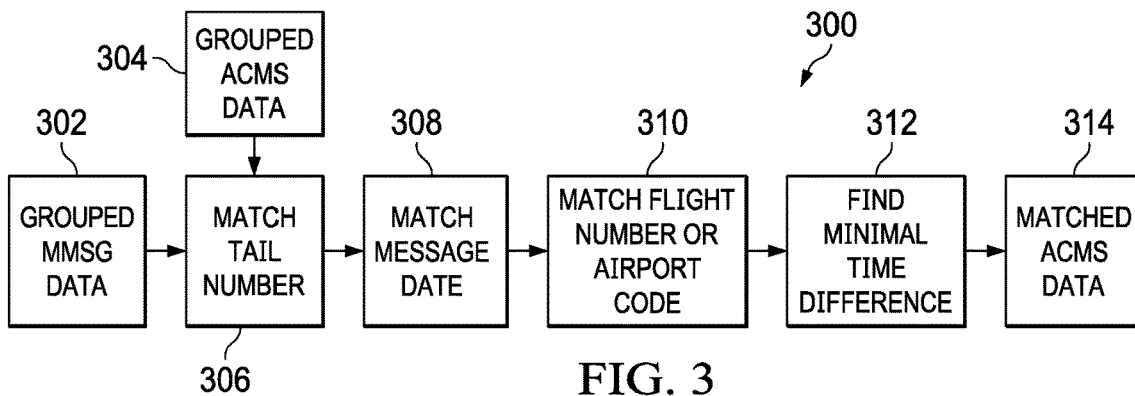 300
304
GROUPED
ACMS
DATA
302
GROUPED
MMSG
DATA
306
MATCH
TAIL
NUMBER
308
MATCH
MESSAGE
DATE
310
MATCH FLIGHT
NUMBER OR
AIRPORT
CODE
312
FIND
MINIMAL
TIME
DIFFERENCE
314
MATCHED
ACMS
DATA
FIG. 3